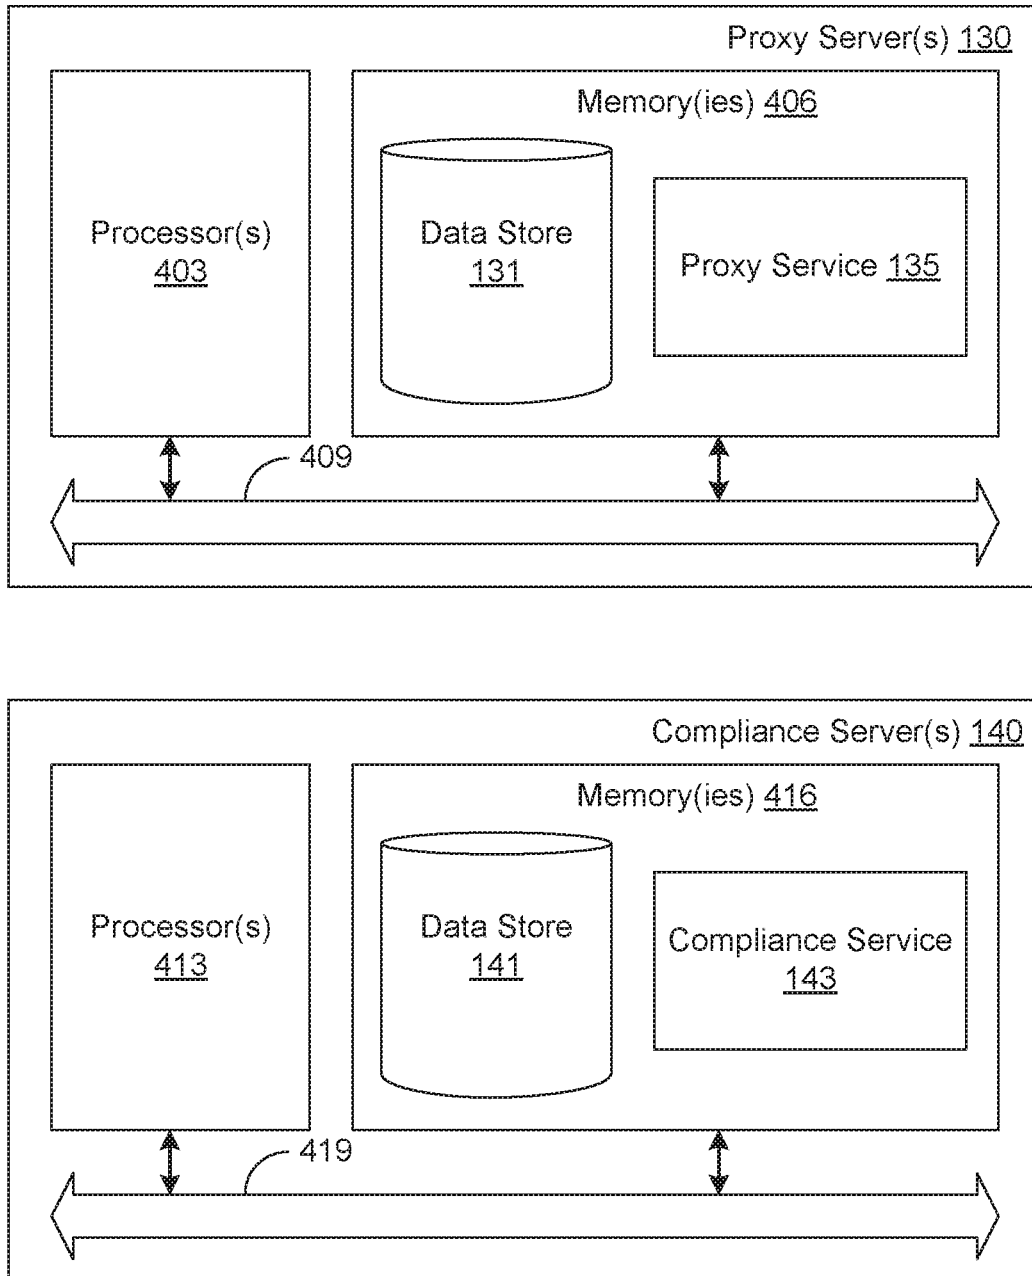 Proxy Server(s) 130
Memory(ies) 406
Processor(s)
403
Data Store
131
Proxy Service 135
409
Compliance Server(s) 140
Memory(ies) 416
Processor(s)
413
Data Store
141
Compliance Service
143
419